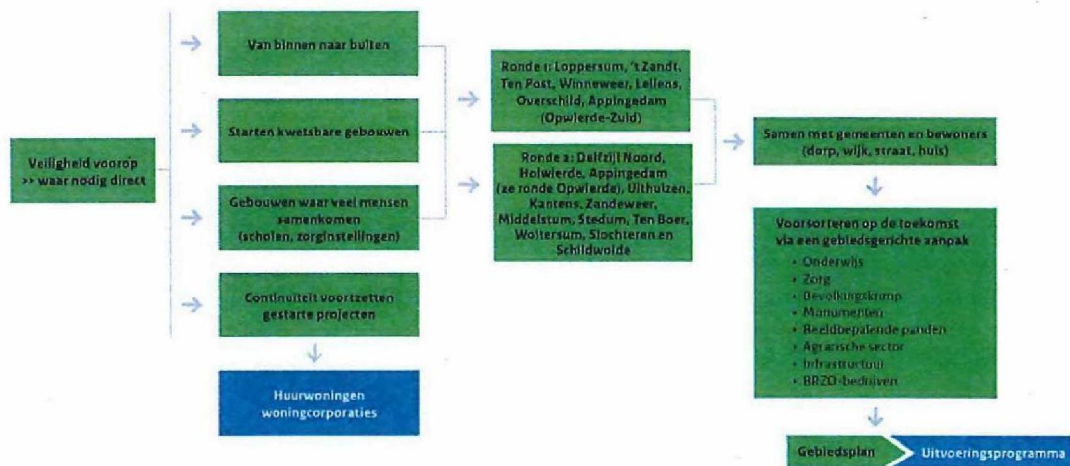 Veiligheid voorop
>> waar nodig direct
Van binnen naar buiten
Starten kwetsbare gebouwen
Gebouwen waar veel mensen
samenkomen
(scholen, zorginstellingen)
Continuïteit voortzetten
gestarte projecten
Huurwoningen
woningcorporaties
Ronde 1: Loppersum, 't Zandt,
Ten Post, Winneweer, Lellens,
Overschild, Appingedam
(Opwierde-Zuid)
Ronde 2: Delfzijl Noord,
Holwierde, Appingedam
(2e ronde Opwierde), Uithuizen,
Kantens, Zandeweer,
Middelstum, Stedum, Ten Boer,
Woltersum, Slochteren en
Schildwolde
Samen met gemeenten en bewoners
(dorp, wijk, straat, huis)
Voorsorteren op de toekomst
via een gebiedsgerichte aanpak
• Onderwijs
• Zorg
• Bevolkingskrimp
• Monumenten
• Beeldbepalende panden
• Agrarische sector
• Infrastructuur
• BRZO-bedrijven
Gebiedsplan
Uitvoeringsprogramma